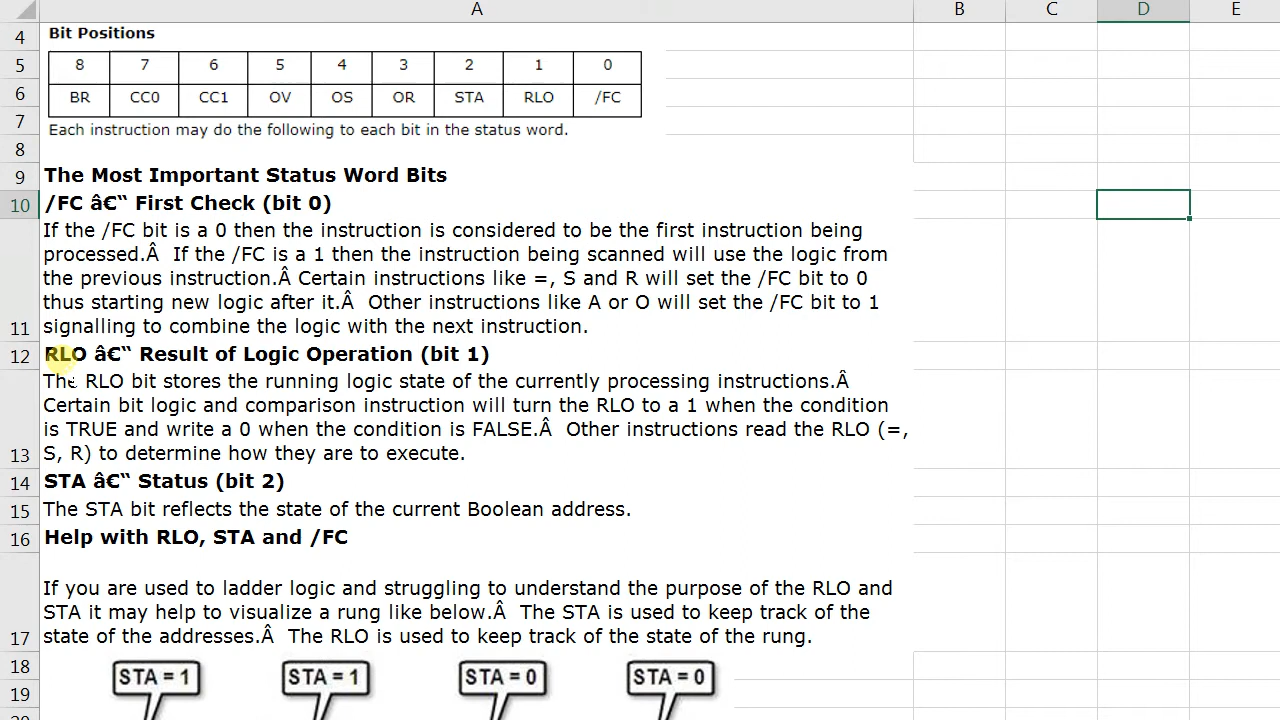 A B C D E
4 Bit Positions
5 8 7 6 5 4 3 2 1 0
6 BR CC0 CC1 OV OS OR STA RLO /FC
7 Each instruction may do the following to each bit in the status word.
8
9 The Most Important Status Word Bits
10 /FC â€“ First Check (bit 0)
If the /FC bit is a 0 then the instruction is considered to be the first instruction being
processed.Â  If the /FC is a 1 then the instruction being scanned will use the logic from
the previous instruction.Â Certain instructions like =, S and R will set the /FC bit to 0
thus starting new logic after it.Â  Other instructions like A or O will set the /FC bit to 1
11 signalling to combine the logic with the next instruction.
12 RLO â€“ Result of Logic Operation (bit 1)
The RLO bit stores the running logic state of the currently processing instructions.Â
Certain bit logic and comparison instruction will turn the RLO to a 1 when the condition
is TRUE and write a 0 when the condition is FALSE.Â  Other instructions read the RLO (=,
13 S, R) to determine how they are to execute.
14 STA â€“ Status (bit 2)
15 The STA bit reflects the state of the current Boolean address.
16 Help with RLO, STA and /FC
If you are used to ladder logic and struggling to understand the purpose of the RLO and
STA it may help to visualize a rung like below.Â  The STA is used to keep track of the
17 state of the addresses.Â  The RLO is used to keep track of the state of the rung.
18 STA = 1 STA = 1 STA = 0 STA = 0
19